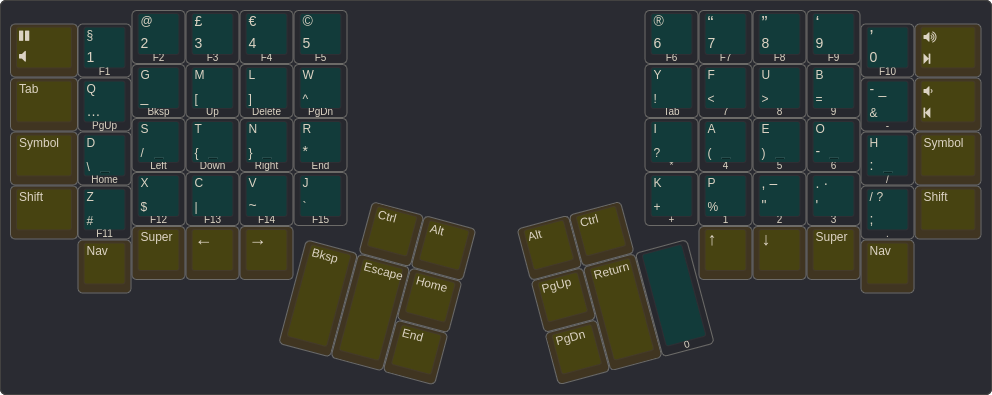 §
1
F1
@
2
F2
£
3
F3
€
4
F4
©
5
F5
®
6
F6
“
7
F7
”
8
F8
‘
9
F9
’
0
F10
Tab
Q
…
PgUp
G
_
Bksp
M
[
Up
L
]
Delete
W
^
PgDn
Y
!
Tab
F
<
7
U
>
8
B
=
9
- _
&
-
Symbol
D
\
Home
S
/
Left
T
{
Down
N
}
Right
R
*
End
I
?
*
A
(
4
E
)
5
O
-
6
H
:
/
Symbol
Shift
Z
#
F11
X
$
F12
C
|
F13
V
~
F14
J
`
F15
K
+
+
P
%
1
, –
"
2
. ·
'
3
/ ?
;
.
Shift
Nav
Super
←
→
↑
↓
Super
Nav
Ctrl
Alt
Bksp
Escape
Home
End
Alt
Ctrl
PgUp
Return
PgDn
0